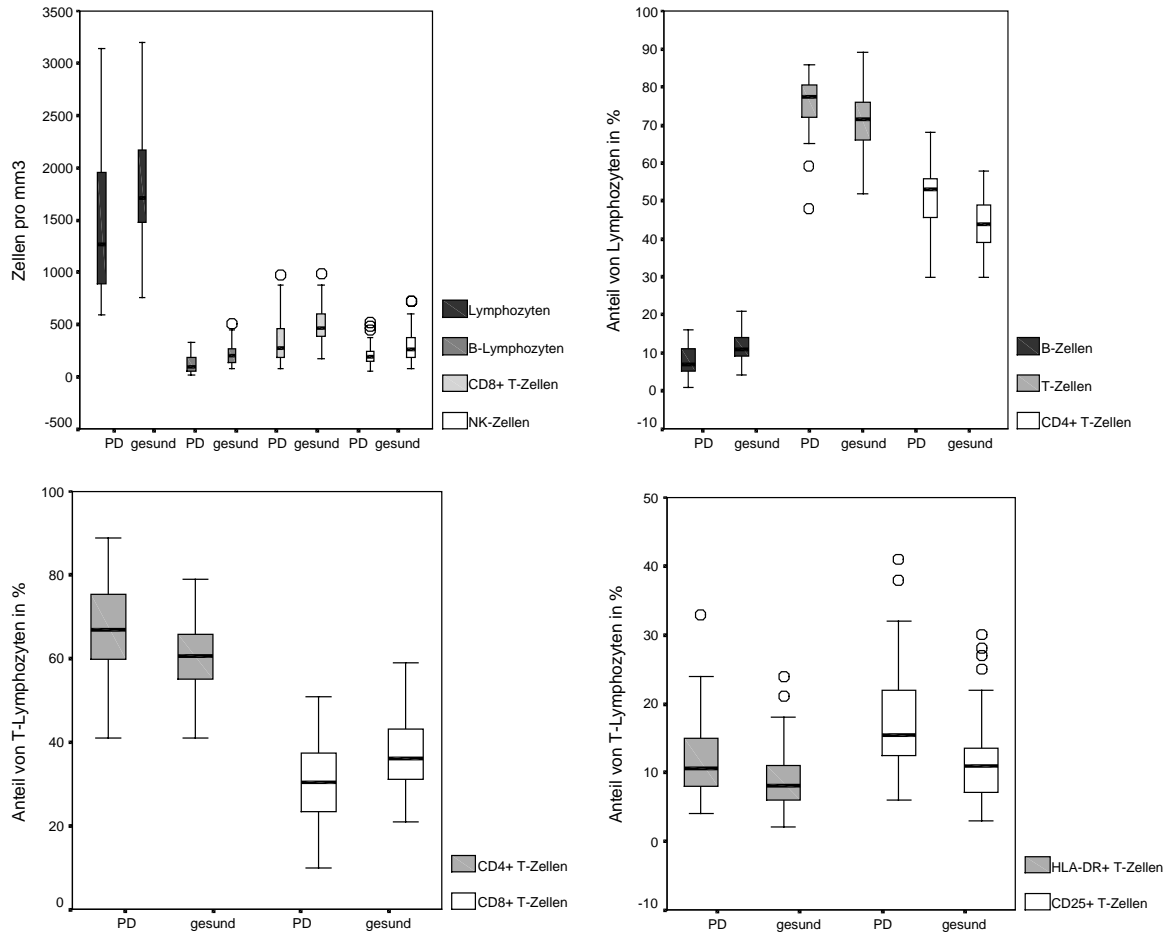 Zellen pro mm3
3500
3000
2500
2000
1500
1000
500
0
-500
PD gesund PD gesund PD gesund PD gesund
Lymphozyten
B-Lymphozyten
CD8+ T-Zellen
NK-Zellen
Anteil von Lymphozyten in %
100
90
80
70
60
50
40
30
20
10
0
-10
PD gesund PD gesund PD gesund
B-Zellen
T-Zellen
CD4+ T-Zellen
Anteil von T-Lymphozyten in %
100
80
60
40
20
0
PD gesund PD gesund
CD4+ T-Zellen
CD8+ T-Zellen
Anteil von T-Lymphozyten in %
50
40
30
20
10
0
-10
PD gesund PD gesund
HLA-DR+ T-Zellen
CD25+ T-Zellen